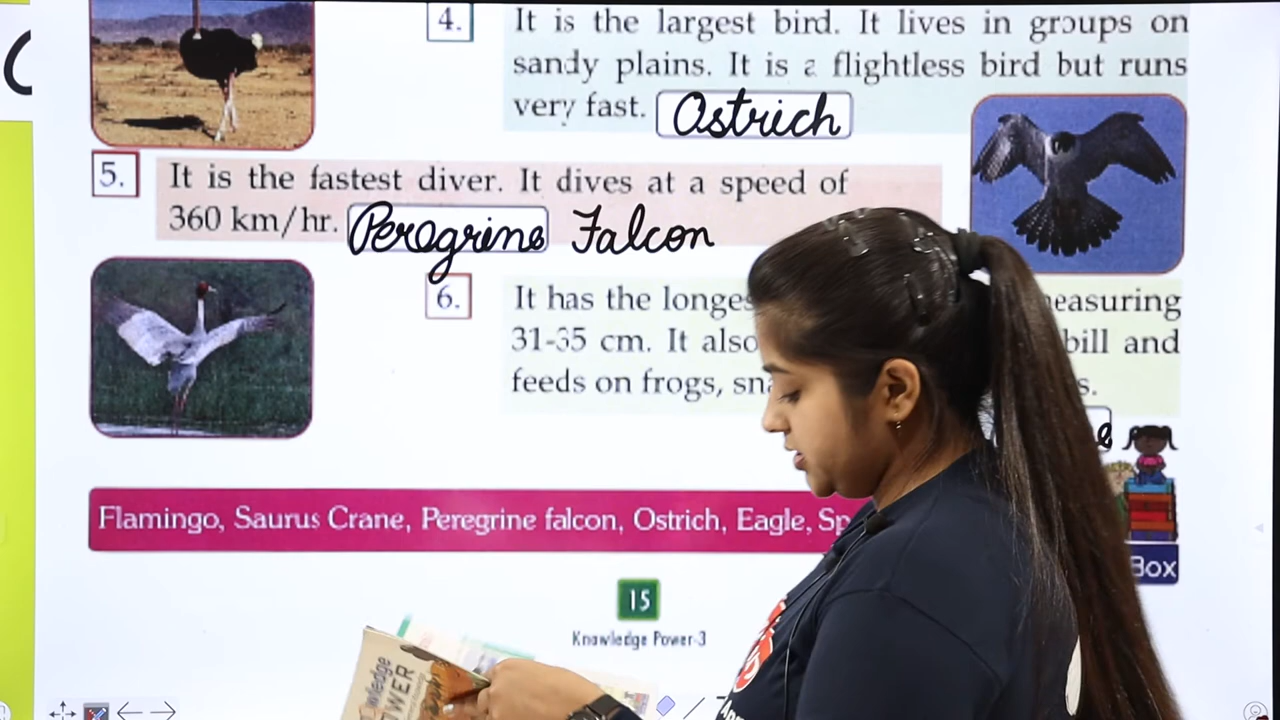 4. It is the largest bird. It lives in groups on
sandy plains. It is a flightless bird but runs
very fast. Ostrich
5. It is the fastest diver. It dives at a speed of
360 km/hr. Peregrine Falcon
6. It has the longes easuring
31-35 cm. It also bill and
feeds on frogs, sna s.
Flamingo, Saurus Crane, Peregrine falcon, Ostrich, Eagle, Sp
Box
15
Knowledge Power-3
wledge
WER